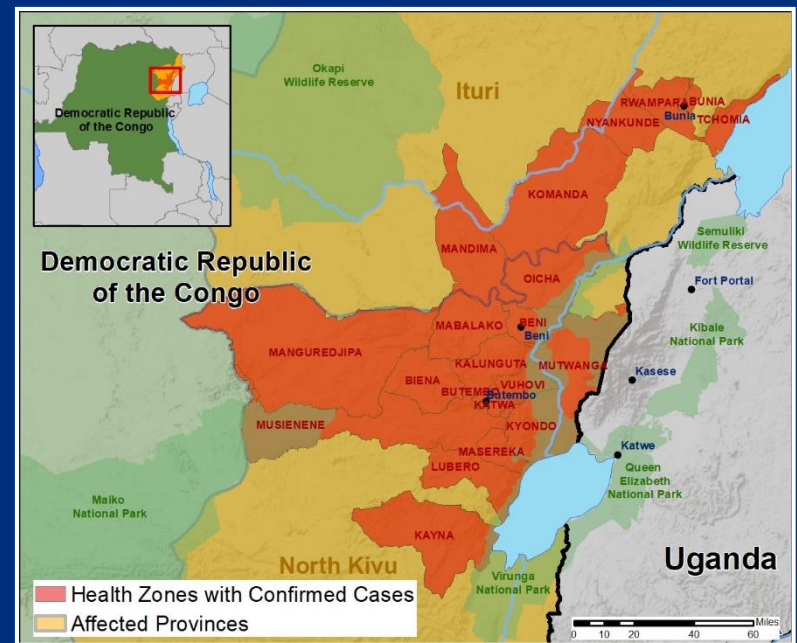 Democratic Republic
of the Congo
Okapi
Wildlife Reserve
Ituri
RWAMPARA
BUNIA
Bunia
NYANKUNDE
TCHOMIA
KOMANDA
MANDIMA
Semuliki
Wildlife Reserve
Democratic Republic
of the Congo
OICHA
Fort Portal
MABALAKO
BENI
Beni
Kibale
National Park
MANGUREDJIPA
KALUNGUTA
MUTWANGA
Kasese
BIENA
VUHOVI
BUTEMBO
Butembo
KATWA
MUSIENENE
KYONDO
Katwe
MASEREKA
LUBERO
Queen
Elizabeth
National Park
Maiko
National Park
KAYNA
North Kivu
Uganda
Virunga
National Park
Health Zones with Confirmed Cases
Affected Provinces
Miles
0 10 20 40 60